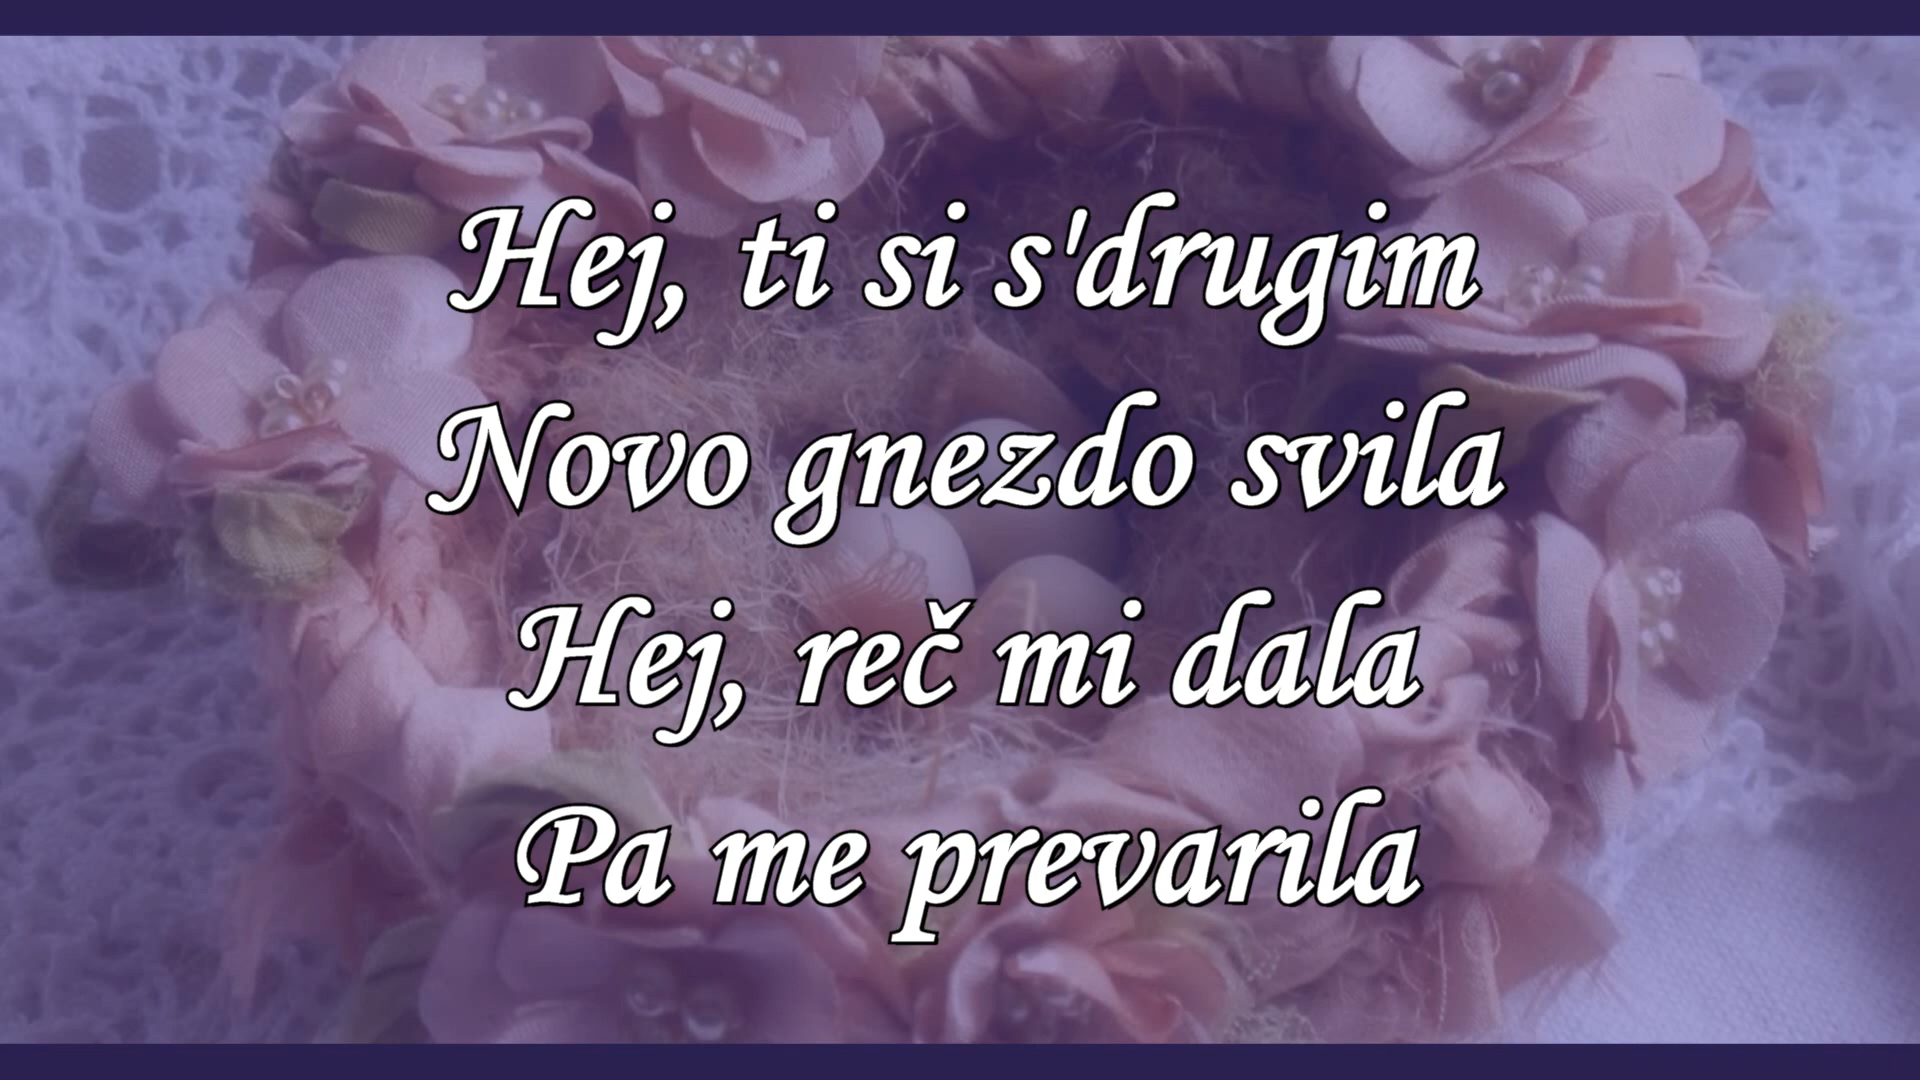 Hej, ti si s'drugim
Novo gnezdo svila
Hej, reč mi dala
Pa me prevarila